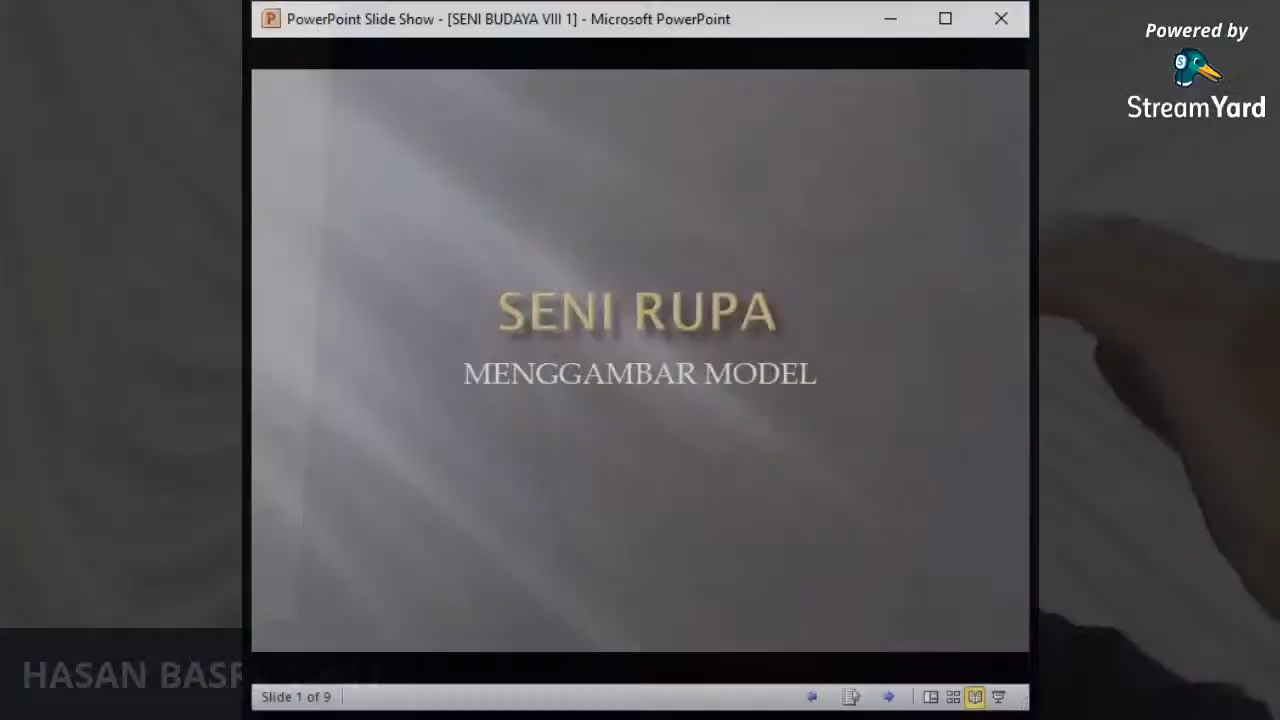 PowerPoint Slide Show - [SENI BUDAYA VIII 1] - Microsoft PowerPoint
Powered by
StreamYard
SENI RUPA
MENGGAMBAR MODEL
HASAN
Slide 1 of 9